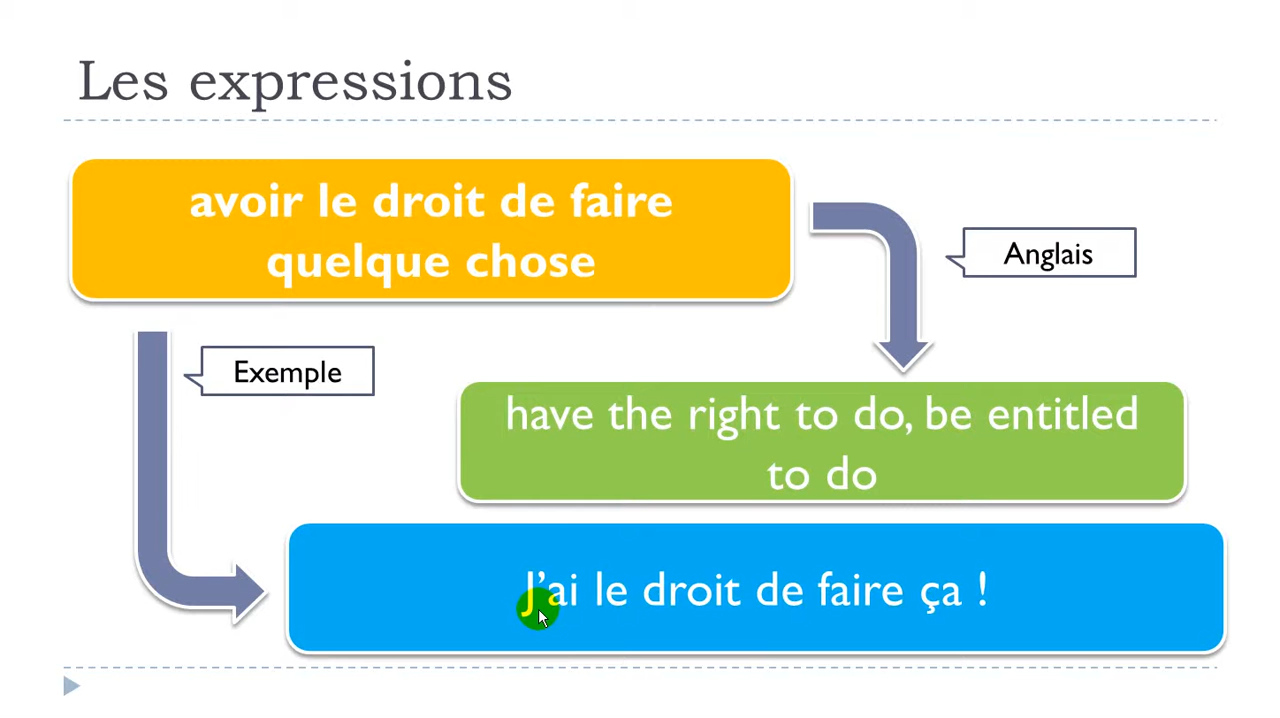 Les expressions
avoir le droit de faire
quelque chose
Anglais
Exemple
have the right to do, be entitled
to do
J’ai le droit de faire ça !